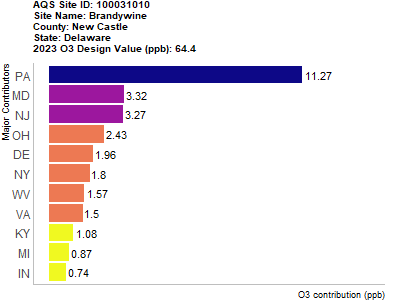 AQS Site ID: 100031010
Site Name: Brandywine
County: New Castle
State: Delaware
2023 O3 Design Value (ppb): 64.4
Major Contributors
PA 11.27
MD 3.32
NJ 3.27
OH 2.43
DE 1.96
NY 1.8
WV 1.57
VA 1.5
KY 1.08
MI 0.87
IN 0.74
O3 contribution (ppb)